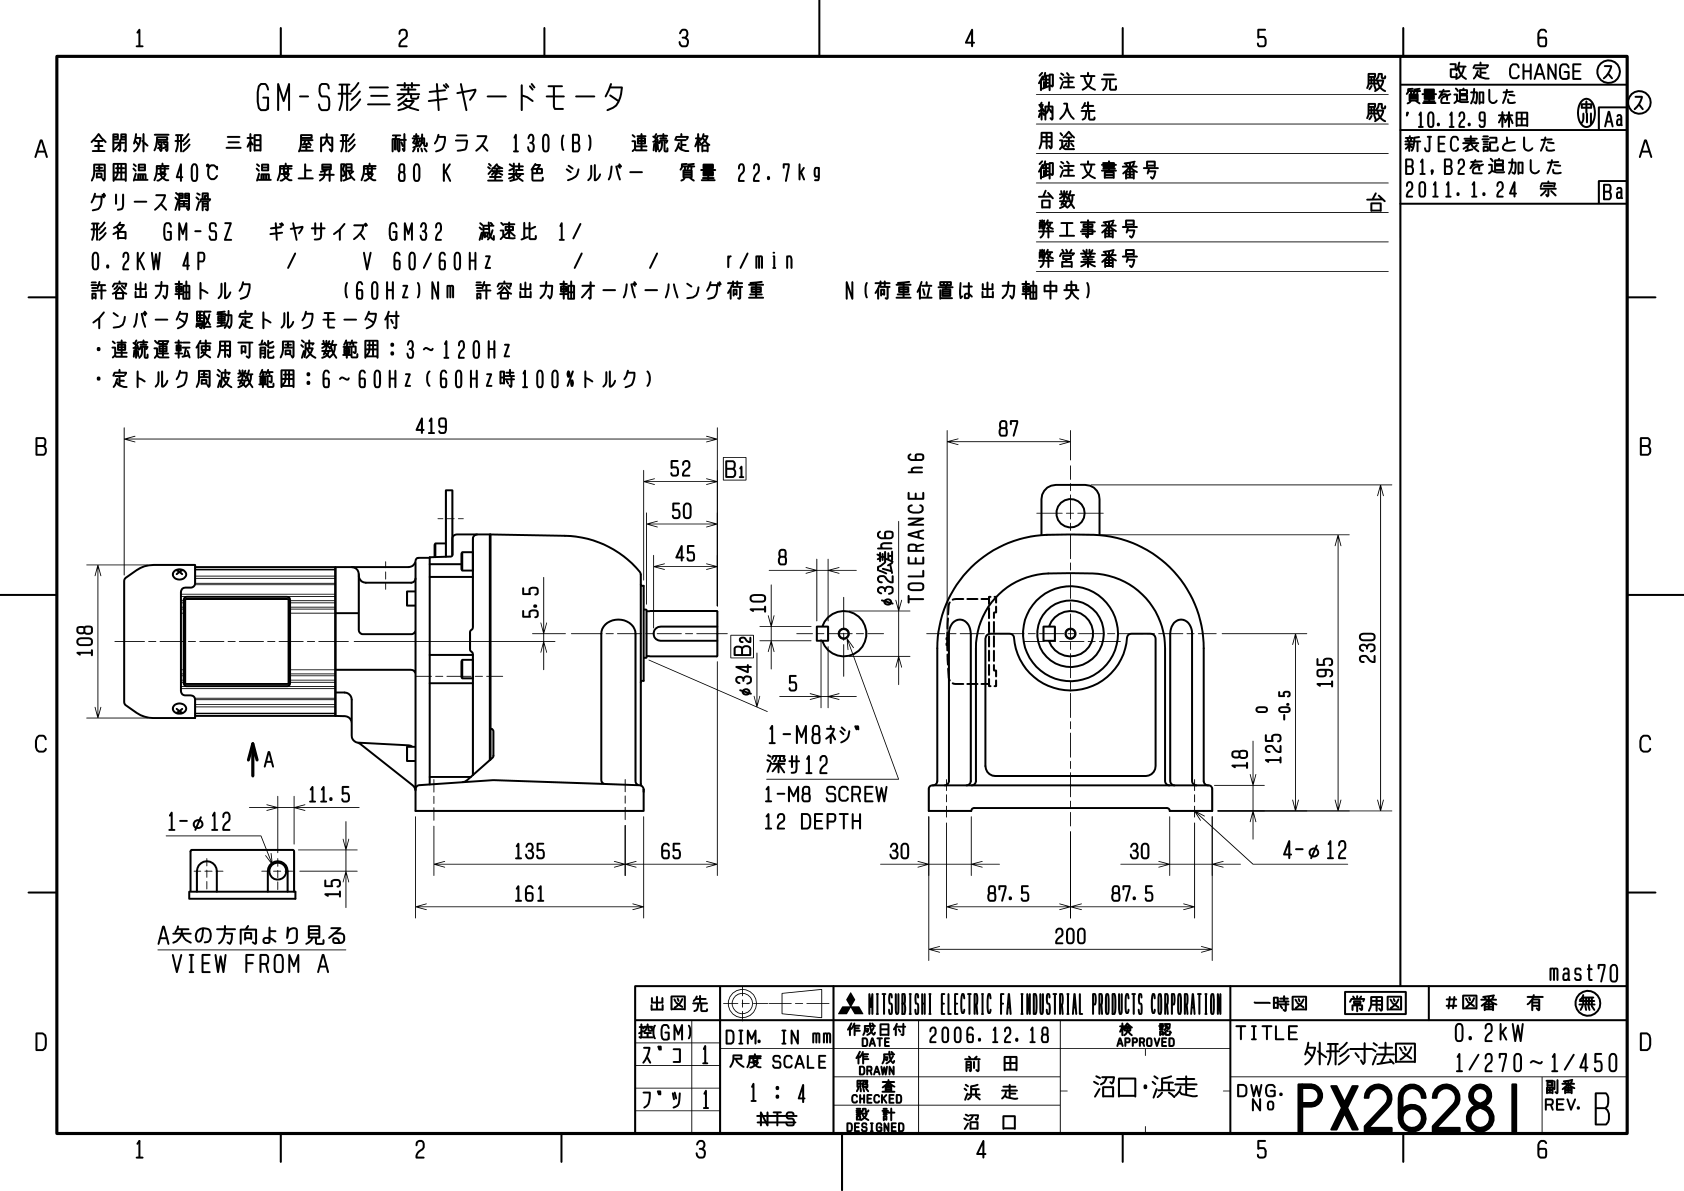 1 2 3 4 5 6
A
B
C
D
GM-S形三菱ギヤードモータ
全閉外扇形 三相 屋内形 耐熱クラス 130(B) 連続定格
周囲温度40℃ 温度上昇限度 80 K 塗装色 シルバー 質量 22.7kg
グリース潤滑
形名 GM-SZ ギヤサイズ GM32 減速比 1/
0.2KW 4P / V 60/60Hz / / r/min
許容出力軸トルク (60Hz)Nm 許容出力軸オーバーハング荷重 N(荷重位置は出力軸中央)
インバータ駆動定トルクモータ付
・連続運転使用可能周波数範囲:3~120Hz
・定トルク周波数範囲:6~60Hz(60Hz時100%トルク)
御注文元 殿
納入先 殿
用途
御注文書番号
台数 台
弊工事番号
弊営業番号
改定 CHANGE ス
質量を追加した
'10.12.9 林田 中川 Aa
ス
新JEC表記とした
B1,B2を追加した
2011.1.24 宗 Ba
A
B
C
D
419
52 B1
50
45
5.5
108
B2
φ34
10
8
5
φ32公差h6
TOLERANCE h6
1-M8ネジ
深サ12
1-M8 SCREW
12 DEPTH
135
65
161
A
11.5
1-φ12
15
A矢の方向より見る
VIEW FROM A
87
230
195
125 0 -0.5
18
30
30
4-φ12
87.5
87.5
200
mast70
出図先
控(GM)
ズコ 1
ブツ 1
DIM. IN mm
尺度 SCALE
1 : 4
NTS
MITSUBISHI ELECTRIC FA INDUSTRIAL PRODUCTS CORPORATION
作成日付 DATE 2006.12.18
作成 DRAWN 前田
照査 CHECKED 浜走
設計 DESIGNED 沼口
検認 APPROVED
沼口・浜走
一時図 常用図 #図番 有 無
TITLE 0.2kW
外形寸法図 1/270~1/450
DWG. No PX26281
副番 REV. B
1 2 3 4 5 6